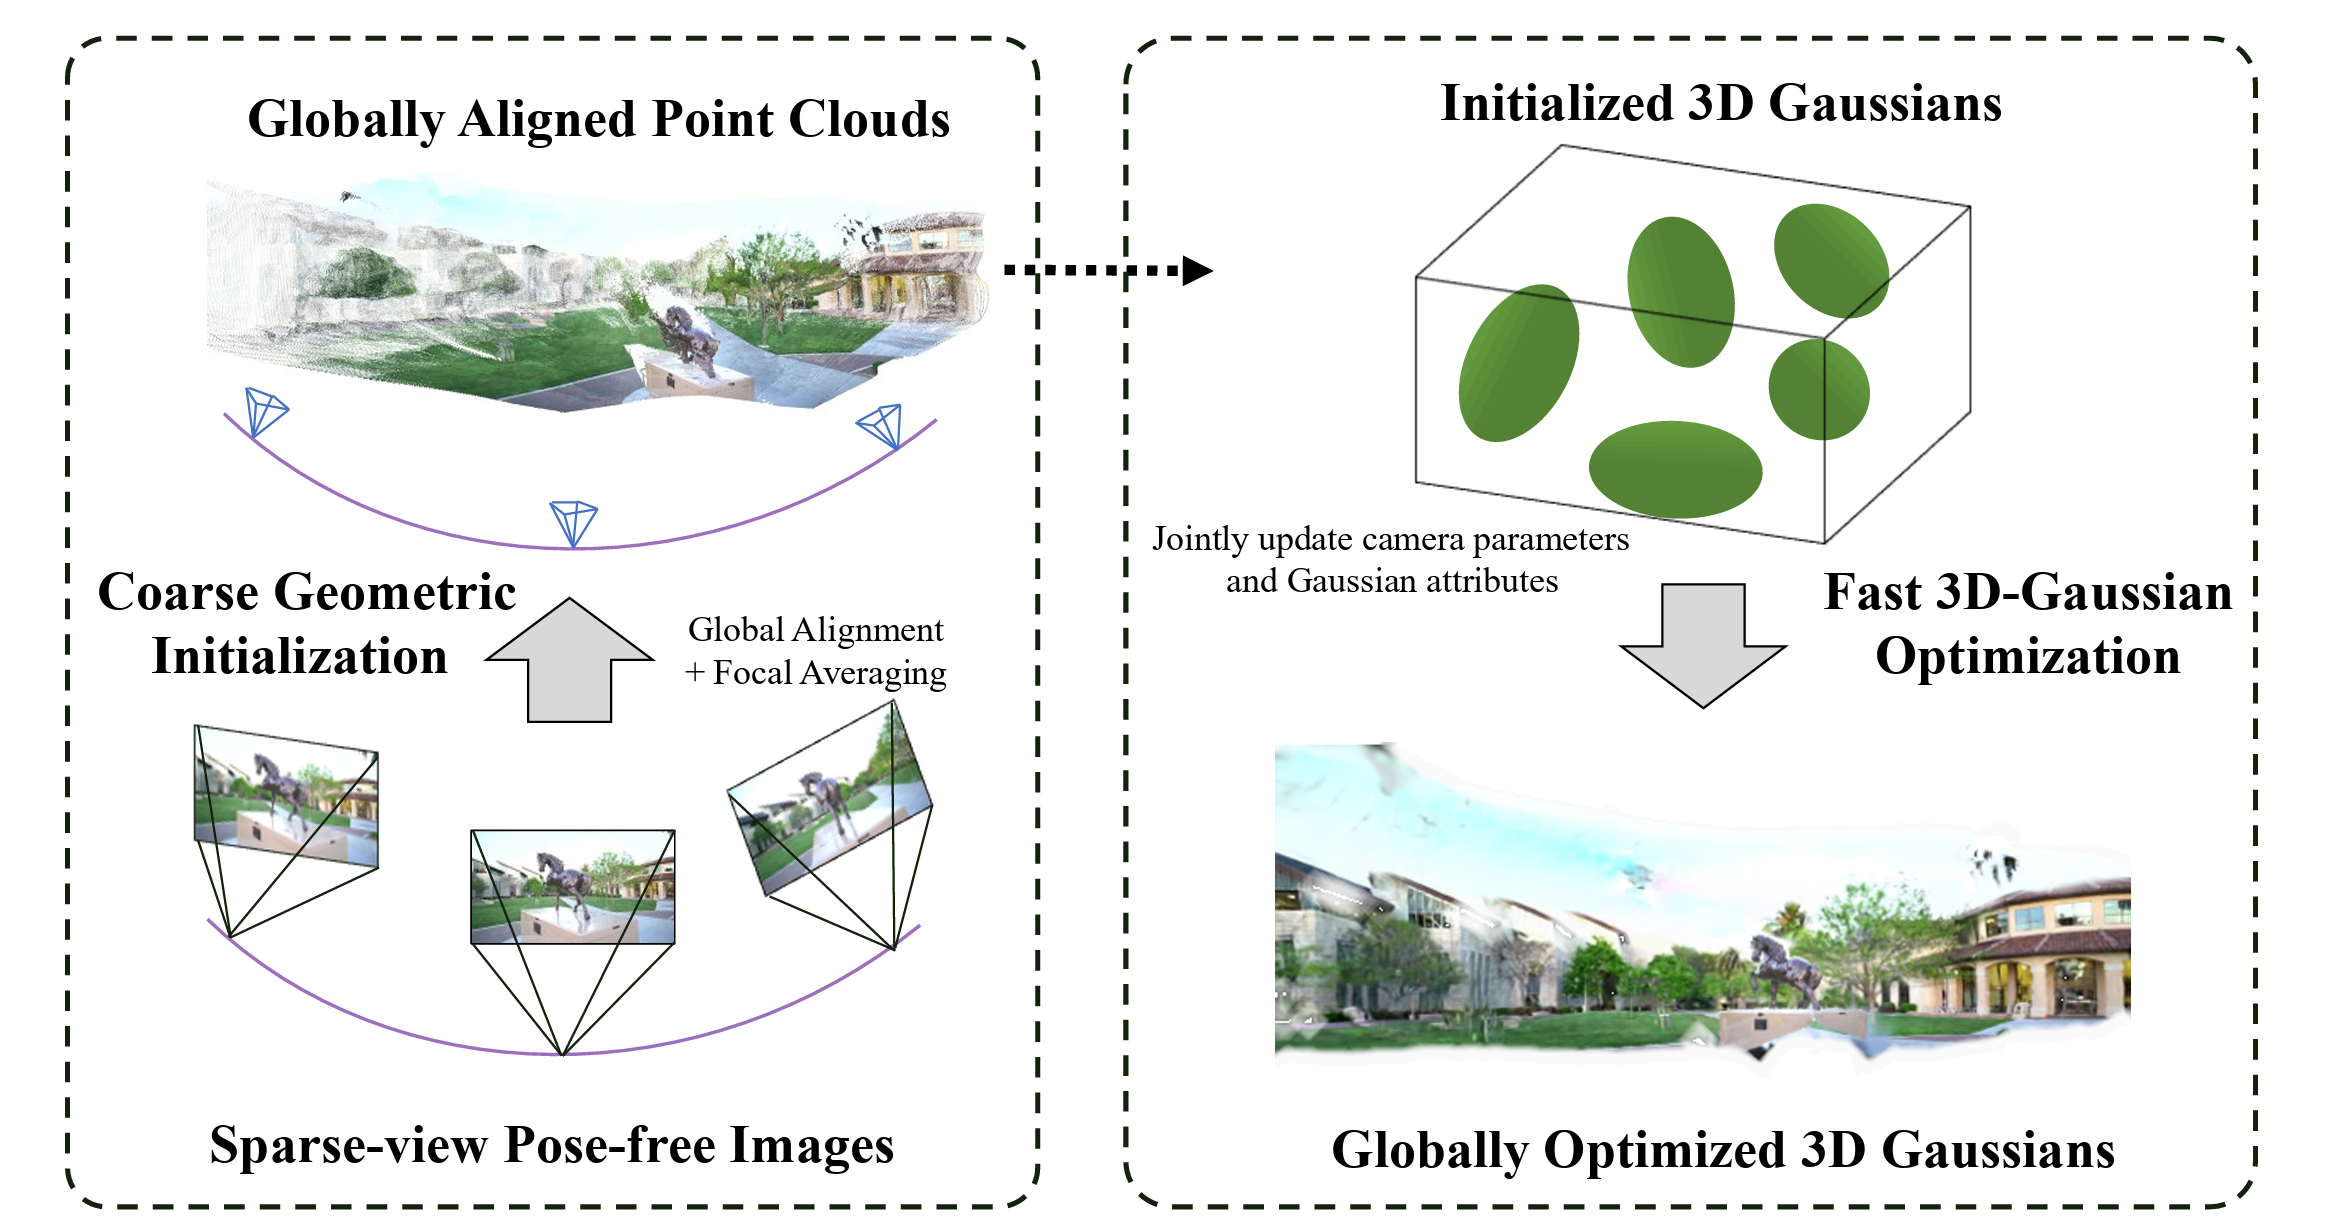 Globally Aligned Point Clouds
Coarse Geometric
Initialization
Global Alignment
+ Focal Averaging
Sparse-view Pose-free Images
Initialized 3D Gaussians
Jointly update camera parameters
and Gaussian attributes
Fast 3D-Gaussian
Optimization
Globally Optimized 3D Gaussians